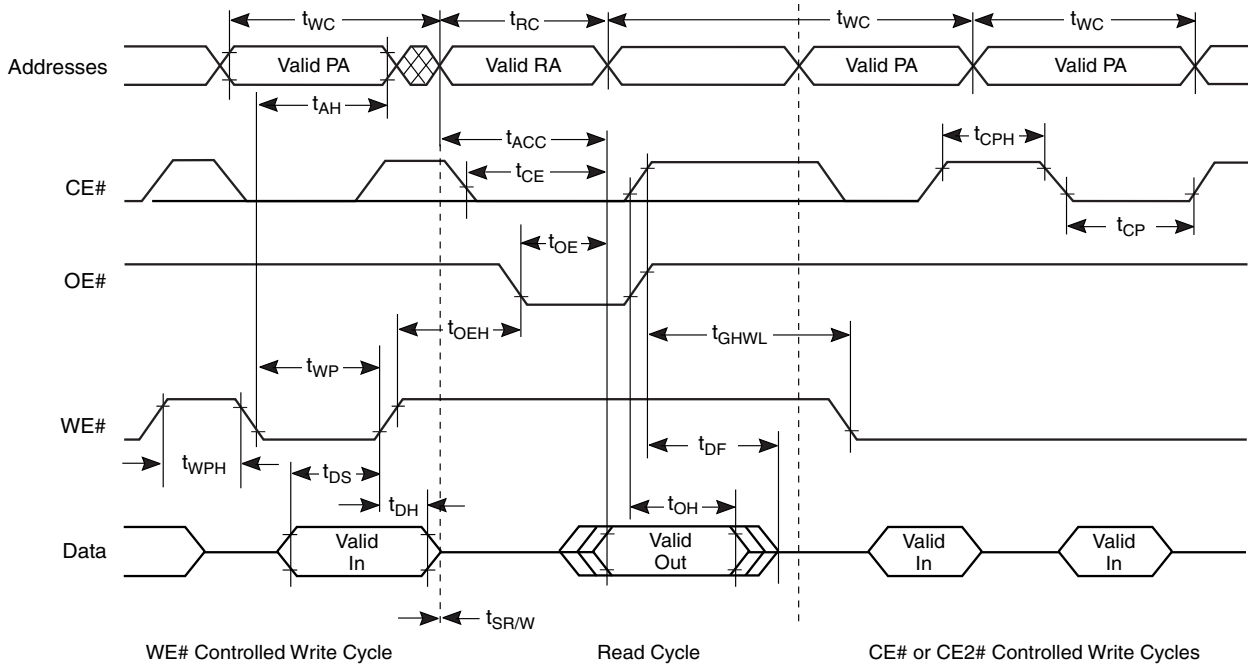 tWC
tRC
tWC
tWC
Addresses
Valid PA
Valid RA
Valid PA
Valid PA
tAH
tACC
tCPH
CE#
tCE
tCP
tOE
OE#
tOEH
tGHWL
tWP
WE#
tWPH
tDS
tDF
tDH
tOH
Data
Valid
In
Valid
Out
Valid
In
Valid
In
tSR/W
WE# Controlled Write Cycle
Read Cycle
CE# or CE2# Controlled Write Cycles